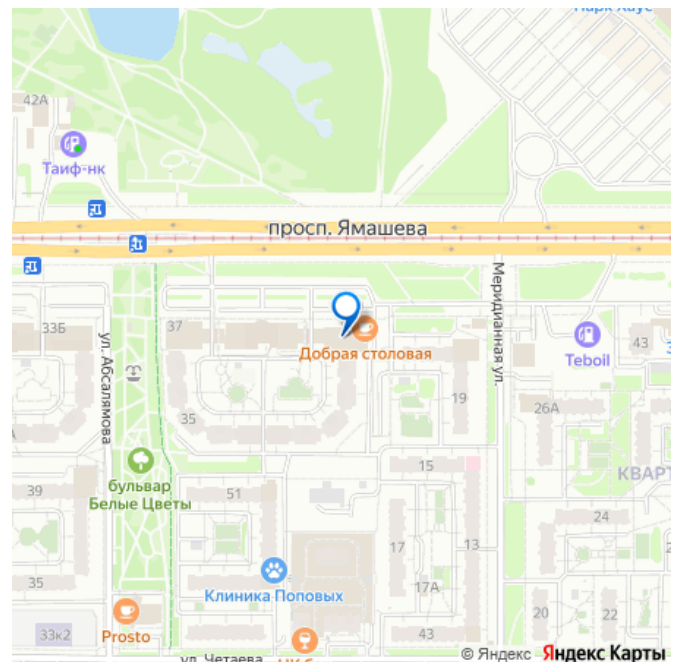 Парк Хаус
42А
Таиф-нк
просп. Ямашева
Меридианная ул.
33Б
ул. Абсалямова
37
Добрая столовая
Teboil
43
35
19
26А
бульвар
Белые Цветы
15
КВАРТ
39
51
24
17
13
35
Клиника Поповых
17А
20
22
33к2
Prosto
43
ул. Четаева
© Яндекс Яндекс Карты